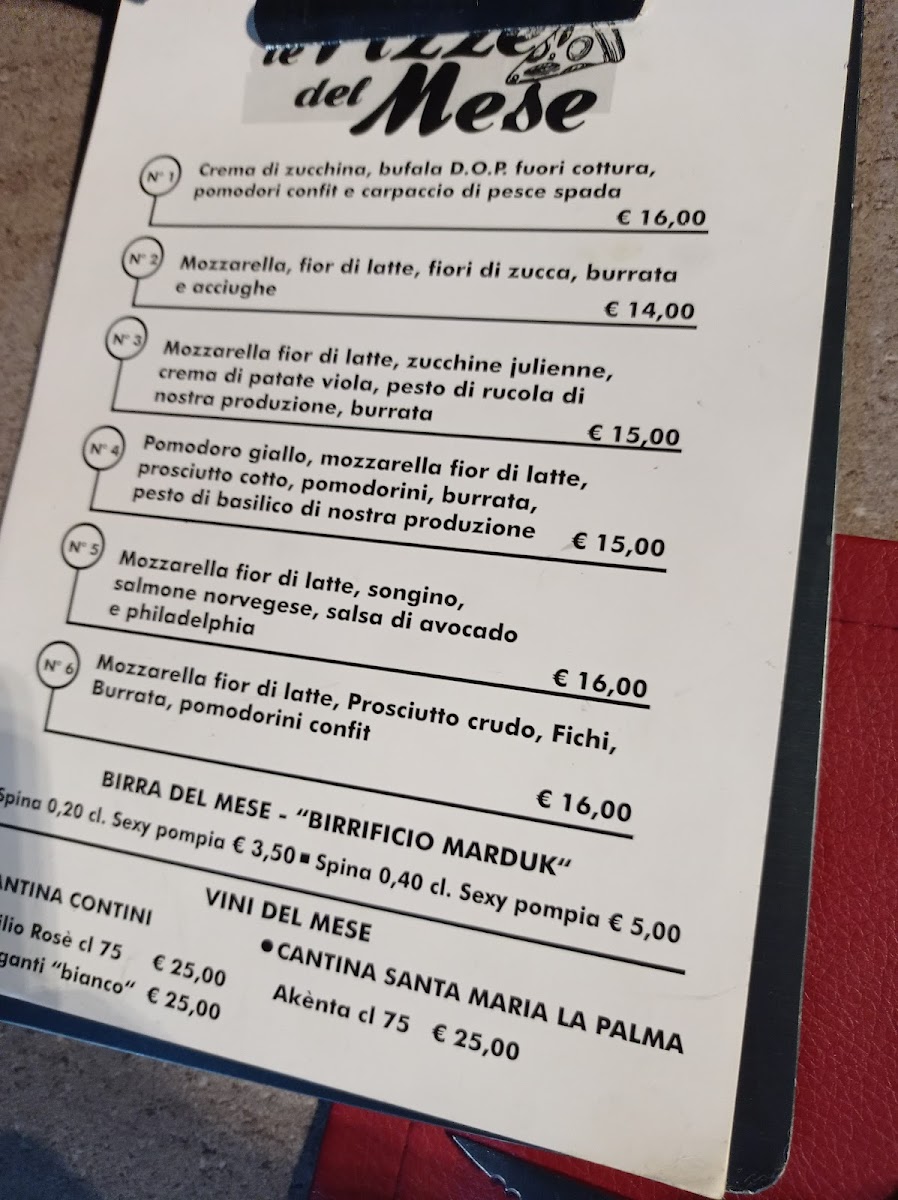 le Pizze
del Mese
N° 1
Crema di zucchina, bufala D.O.P. fuori cottura,
pomodori confit e carpaccio di pesce spada
€ 16,00
N° 2
Mozzarella, fior di latte, fiori di zucca, burrata
e acciughe
€ 14,00
N° 3
Mozzarella fior di latte, zucchine julienne,
crema di patate viola, pesto di rucola di
nostra produzione, burrata
€ 15,00
N° 4
Pomodoro giallo, mozzarella fior di latte,
prosciutto cotto, pomodorini, burrata,
pesto di basilico di nostra produzione € 15,00
N° 5
Mozzarella fior di latte, songino,
salmone norvegese, salsa di avocado
e philadelphia
€ 16,00
N° 6
Mozzarella fior di latte, Prosciutto crudo, Fichi,
Burrata, pomodorini confit
€ 16,00
BIRRA DEL MESE - “BIRRIFICIO MARDUK“
Spina 0,20 cl. Sexy pompia € 3,50 ▪ Spina 0,40 cl. Sexy pompia € 5,00
VINI DEL MESE
CONTINI
Rosè cl 75 € 25,00
“bianco“ € 25,00
• CANTINA SANTA MARIA LA PALMA
Akènta cl 75 € 25,00